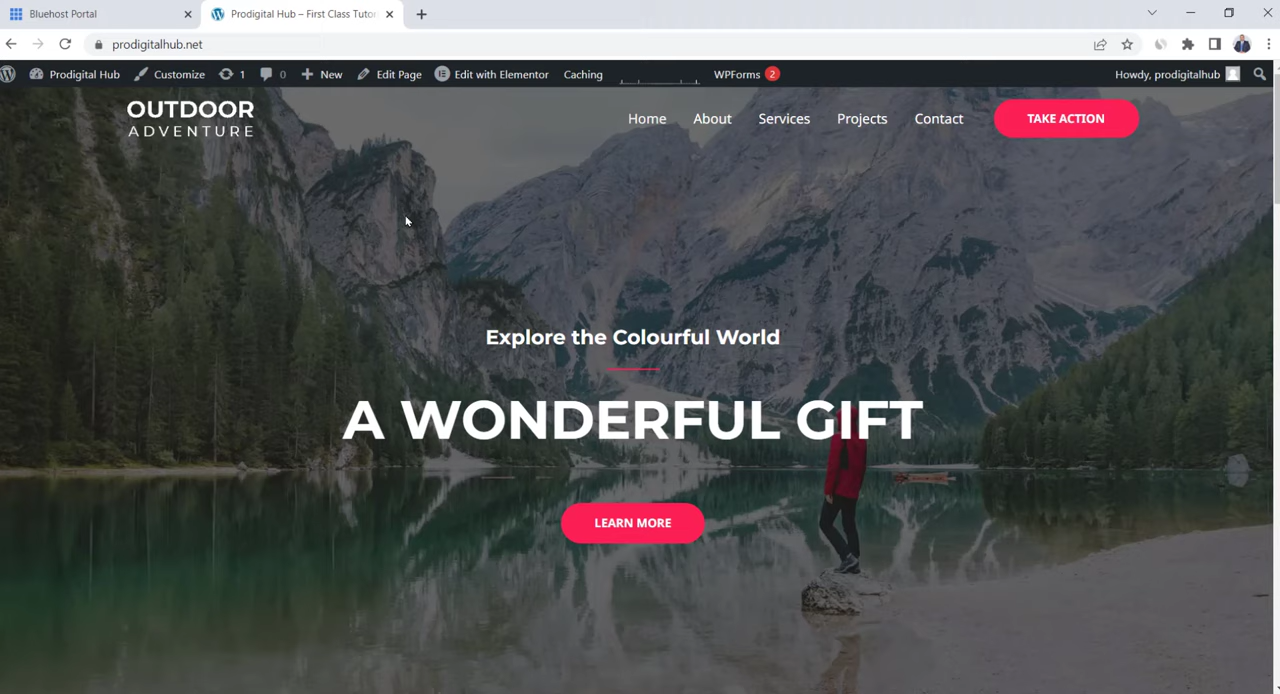 Bluehost Portal
Prodigital Hub – First Class Tutor
prodigitalhub.net
Prodigital Hub Customize 1 0 New Edit Page Edit with Elementor Caching WPForms 2 Howdy, prodigitalhub
OUTDOOR
ADVENTURE
Home About Services Projects Contact TAKE ACTION
Explore the Colourful World
A WONDERFUL GIFT
LEARN MORE